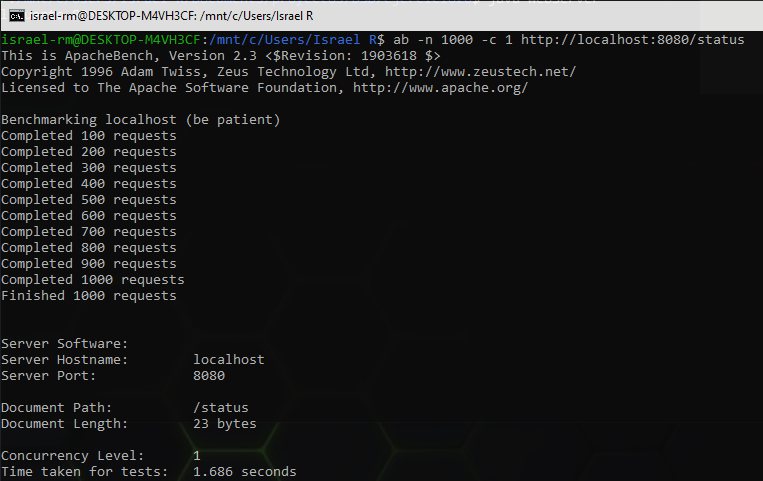 israel-rm@DESKTOP-M4VH3CF: /mnt/c/Users/Israel R
israel-rm@DESKTOP-M4VH3CF:/mnt/c/Users/Israel R$ ab -n 1000 -c 1 http://localhost:8080/status
This is ApacheBench, Version 2.3 <$Revision: 1903618 $>
Copyright 1996 Adam Twiss, Zeus Technology Ltd, http://www.zeustech.net/
Licensed to The Apache Software Foundation, http://www.apache.org/
Benchmarking localhost (be patient)
Completed 100 requests
Completed 200 requests
Completed 300 requests
Completed 400 requests
Completed 500 requests
Completed 600 requests
Completed 700 requests
Completed 800 requests
Completed 900 requests
Completed 1000 requests
Finished 1000 requests
Server Software:
Server Hostname: localhost
Server Port: 8080
Document Path: /status
Document Length: 23 bytes
Concurrency Level: 1
Time taken for tests: 1.686 seconds